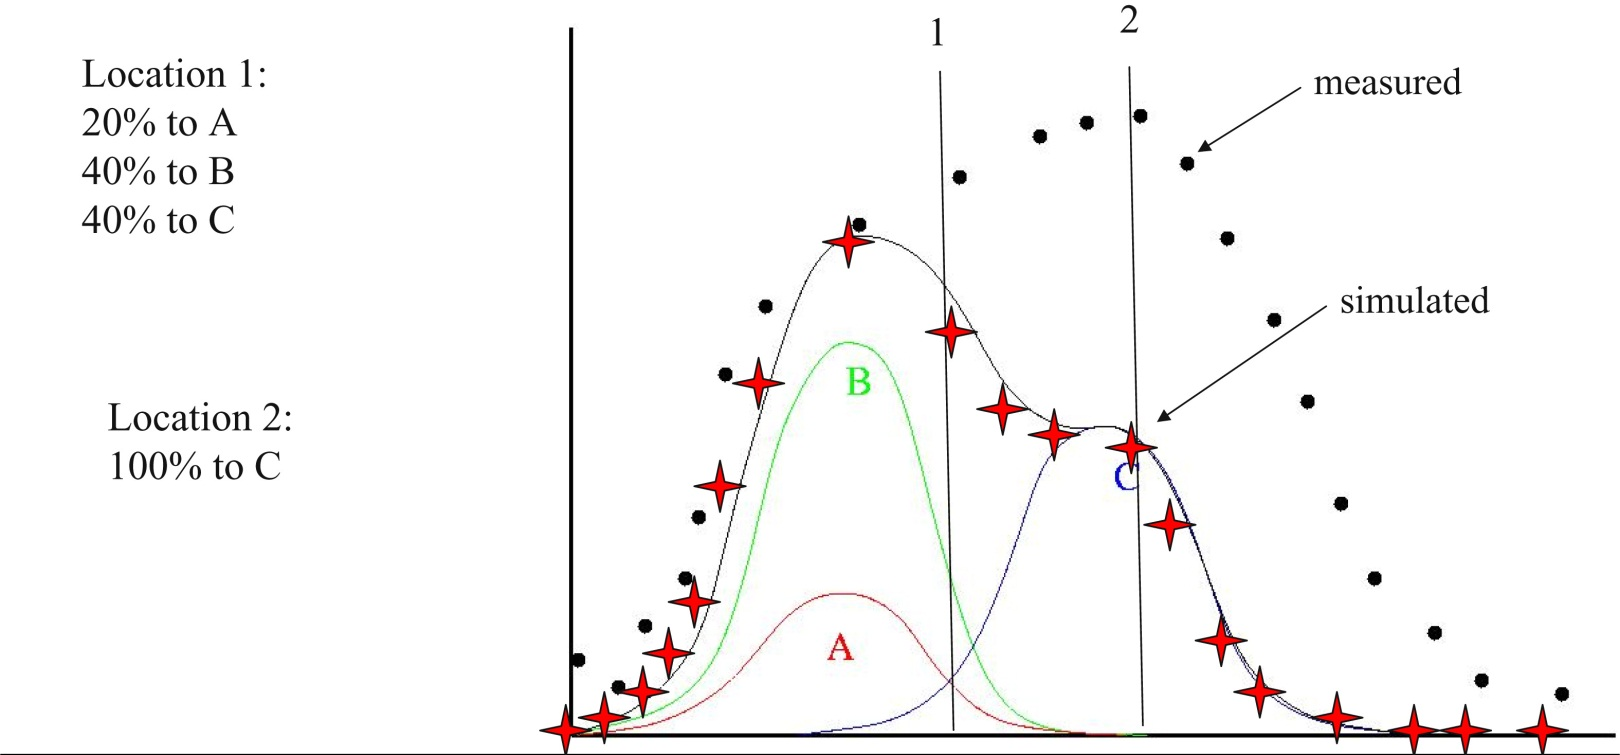 1
2
Location 1:
20% to A
40% to B
40% to C
measured
simulated
B
Location 2:
100% to C
C
A